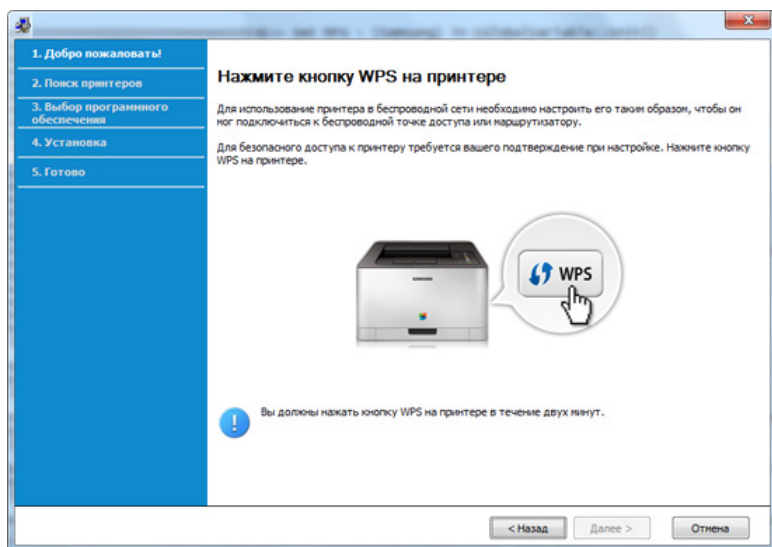 1. Добро пожаловать!
2. Поиск принтеров
3. Выбор программного
обеспечения
4. Установка
5. Готово
Нажмите кнопку WPS на принтере
Для использование принтера в беспроводной сети необходимо настроить его таким образом, чтобы он
мог подключиться к беспроводной точке доступа или маршрутизатору.
Для безопасного доступа к принтеру требуется вашего подтверждение при настройке. Нажмите кнопку
WPS на принтере.
SAMSUNG
WPS
Вы должны нажать кнопку WPS на принтере в течение двух минут.
< Назад
Далее >
Отмена